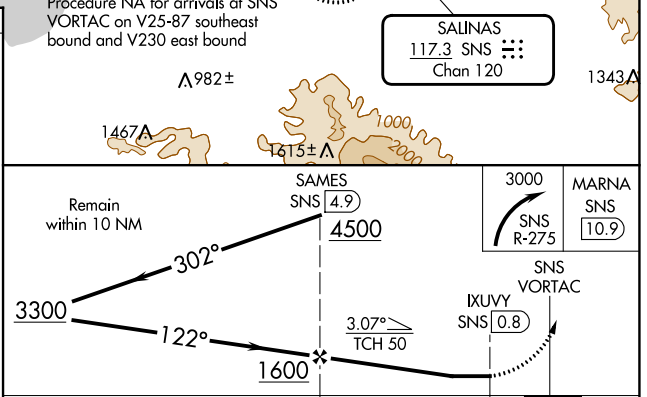 Procedure NA for arrivals at SNS
VORTAC on V25-87 southeast
bound and V230 east bound
SALINAS
117.3 SNS
Chan 120
982±
1343
1467
1615±
1000
2000
SAMES
SNS 4.9
4500
Remain
within 10 NM
3000
SNS
R-275
MARNA
SNS
10.9
302°
3300
122°
1600
3.07°
TCH 50
IXUVY
SNS 0.8
SNS
VORTAC